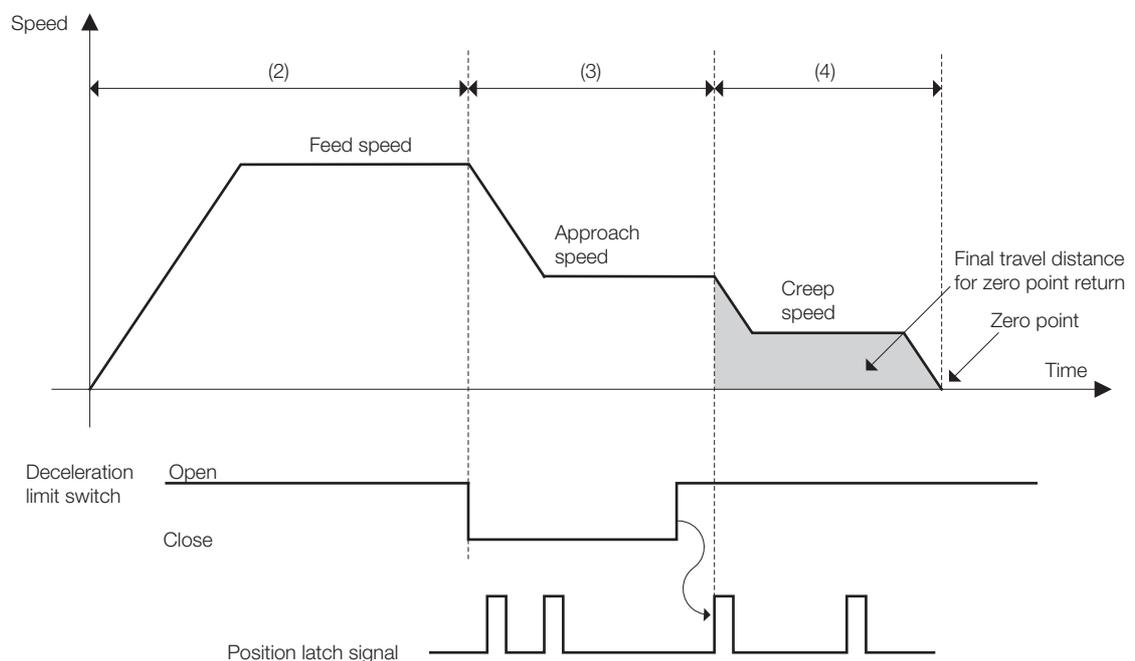 Speed
(2)
(3)
(4)
Feed speed
Approach
speed
Creep
speed
Final travel distance
for zero point return
Zero point
Time
Deceleration
limit switch
Open
Close
Position latch signal